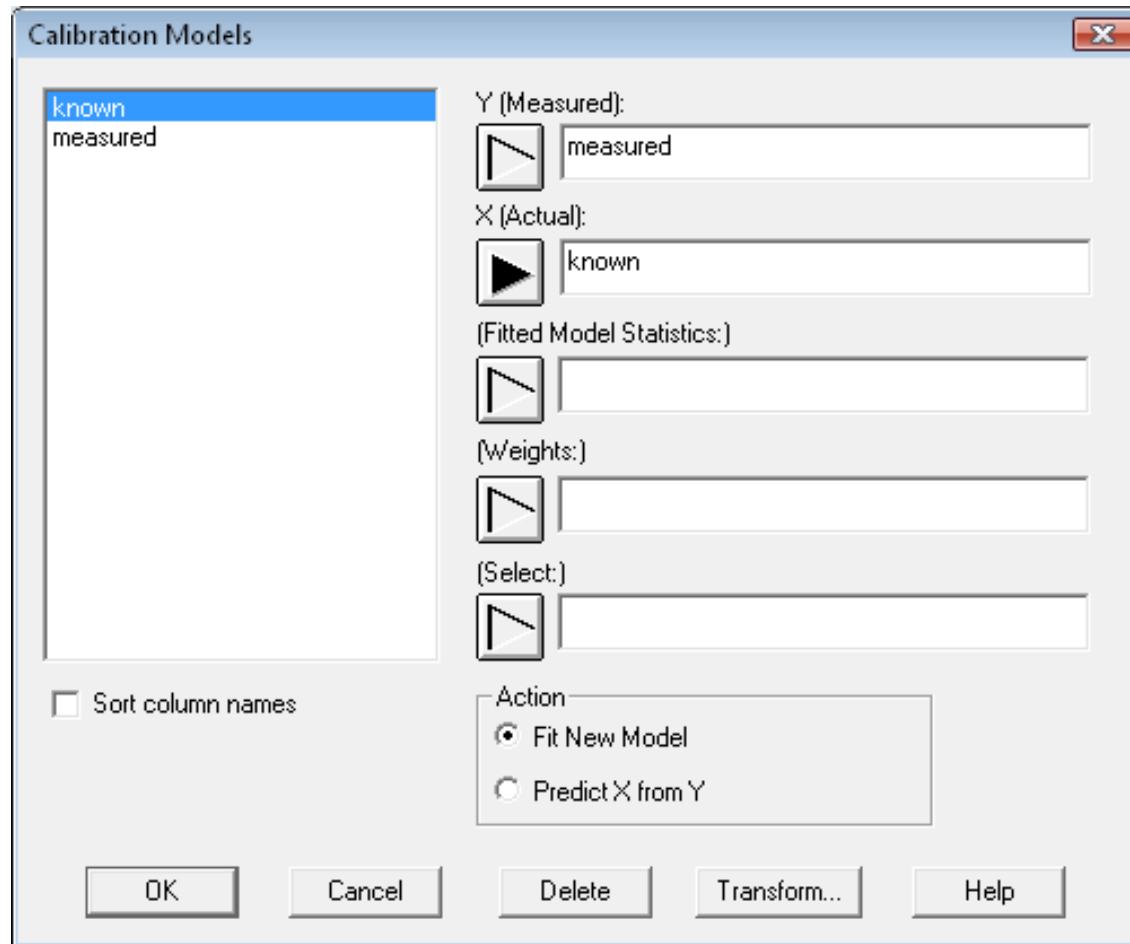 Calibration Models
known
measured
Y (Measured):
measured
X (Actual):
known
(Fitted Model Statistics:)
(Weights:)
(Select:)
Sort column names
Action
Fit New Model
Predict X from Y
OK
Cancel
Delete
Transform...
Help